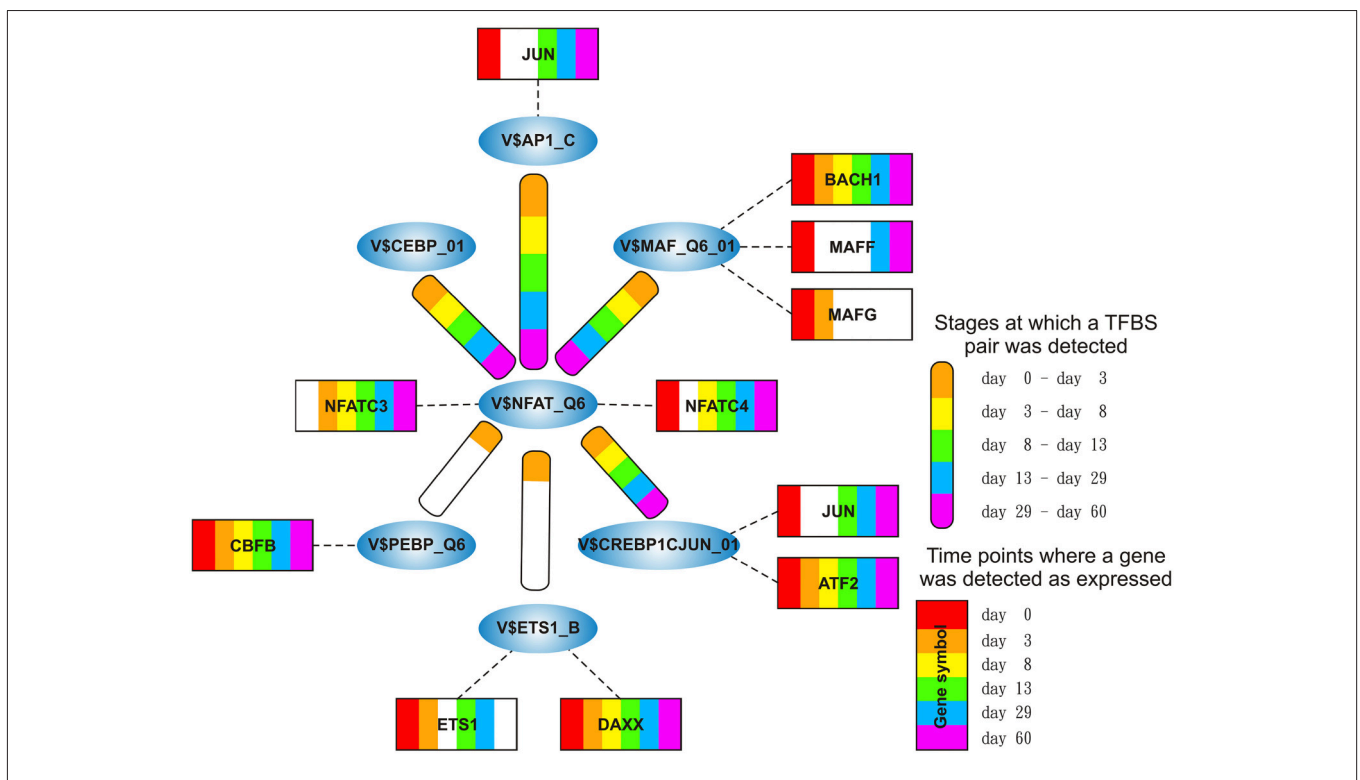 JUN
V$AP1_C
BACH1
V$CEBP_01
V$MAF_Q6_01
MAFF
MAFG
NFATC3
V$NFAT_Q6
NFATC4
JUN
CBFB
V$PEBP_Q6
V$CREBP1CJUN_01
ATF2
V$ETS1_B
ETS1
DAXX
Stages at which a TFBS
pair was detected
day 0 - day 3
day 3 - day 8
day 8 - day 13
day 13 - day 29
day 29 - day 60
Time points where a gene
was detected as expressed
Gene symbol
day 0
day 3
day 8
day 13
day 29
day 60